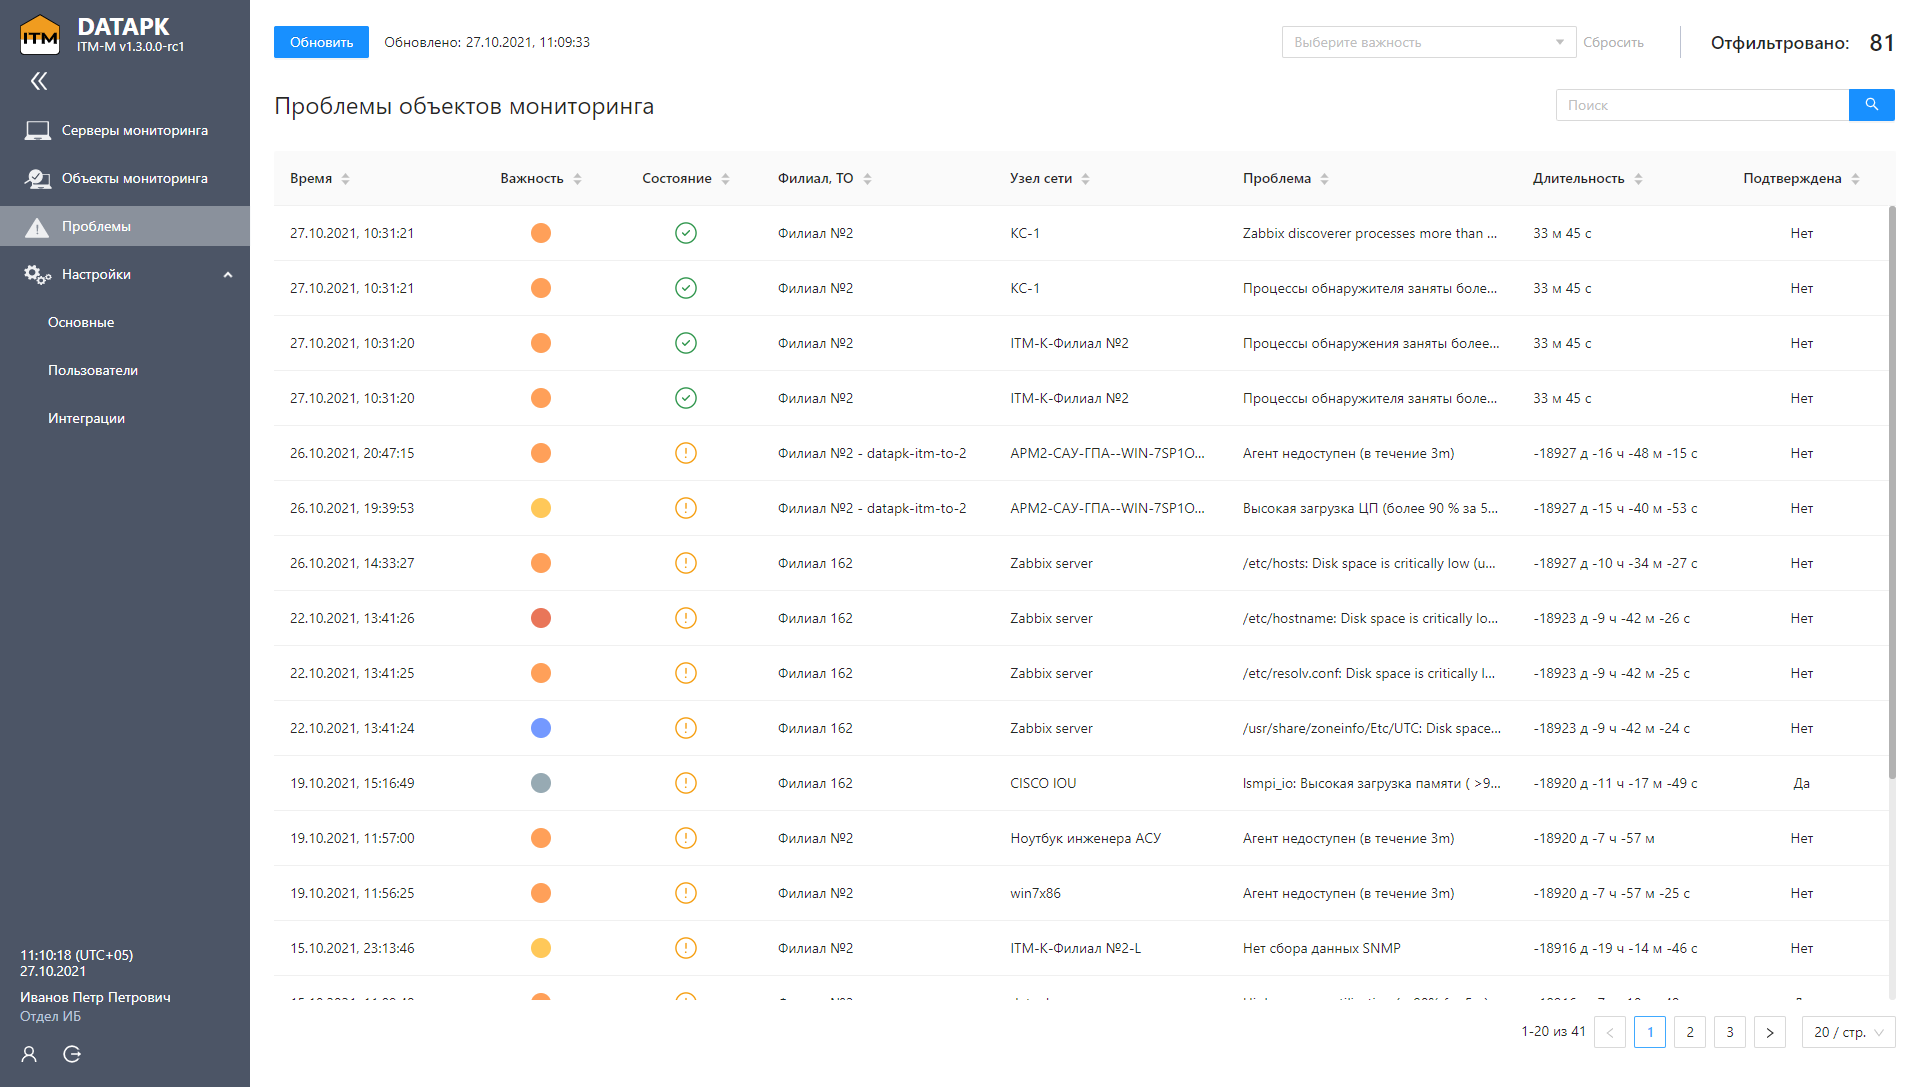 ITM
DATAPK
ITM-M v1.3.0.0-rc1
Серверы мониторинга
Объекты мониторинга
Проблемы
Настройки
Основные
Пользователи
Интеграции
11:10:18 (UTC+05)
27.10.2021
Иванов Петр Петрович
Отдел ИБ
Обновить Обновлено: 27.10.2021, 11:09:33 Выберите важность Сбросить Отфильтровано: 81
Проблемы объектов мониторинга Поиск
Время Важность Состояние Филиал, ТО Узел сети Проблема Длительность Подтверждена
27.10.2021, 10:31:21 Филиал №2 КС-1 Zabbix discoverer processes more than ... 33 м 45 с Нет
27.10.2021, 10:31:21 Филиал №2 КС-1 Процессы обнаружителя заняты боле... 33 м 45 с Нет
27.10.2021, 10:31:20 Филиал №2 ITM-К-Филиал №2 Процессы обнаружения заняты более... 33 м 45 с Нет
27.10.2021, 10:31:20 Филиал №2 ITM-К-Филиал №2 Процессы обнаружителя заняты боле... 33 м 45 с Нет
26.10.2021, 20:47:15 Филиал №2 - datapk-itm-to-2 АРМ2-САУ-ГПА--WIN-7SP1O... Агент недоступен (в течение 3m) -18927 д -16 ч -48 м -15 с Нет
26.10.2021, 19:39:53 Филиал №2 - datapk-itm-to-2 АРМ2-САУ-ГПА--WIN-7SP1O... Высокая загрузка ЦП (более 90 % за 5... -18927 д -15 ч -40 м -53 с Нет
26.10.2021, 14:33:27 Филиал 162 Zabbix server /etc/hosts: Disk space is critically low (u... -18927 д -10 ч -34 м -27 с Нет
22.10.2021, 13:41:26 Филиал 162 Zabbix server /etc/hostname: Disk space is critically lo... -18923 д -9 ч -42 м -26 с Нет
22.10.2021, 13:41:25 Филиал 162 Zabbix server /etc/resolv.conf: Disk space is critically l... -18923 д -9 ч -42 м -25 с Нет
22.10.2021, 13:41:24 Филиал 162 Zabbix server /usr/share/zoneinfo/Etc/UTC: Disk space... -18923 д -9 ч -42 м -24 с Нет
19.10.2021, 15:16:49 Филиал 162 CISCO IOU lsmpi_io: Высокая загрузка памяти ( >9... -18920 д -11 ч -17 м -49 с Да
19.10.2021, 11:57:00 Филиал №2 Ноутбук инженера АСУ Агент недоступен (в течение 3m) -18920 д -7 ч -57 м Нет
19.10.2021, 11:56:25 Филиал №2 win7x86 Агент недоступен (в течение 3m) -18920 д -7 ч -57 м -25 с Нет
15.10.2021, 23:13:46 Филиал №2 ITM-К-Филиал №2-L Нет сбора данных SNMP -18916 д -19 ч -14 м -46 с Нет
1-20 из 41 1 2 3 20 / стр.